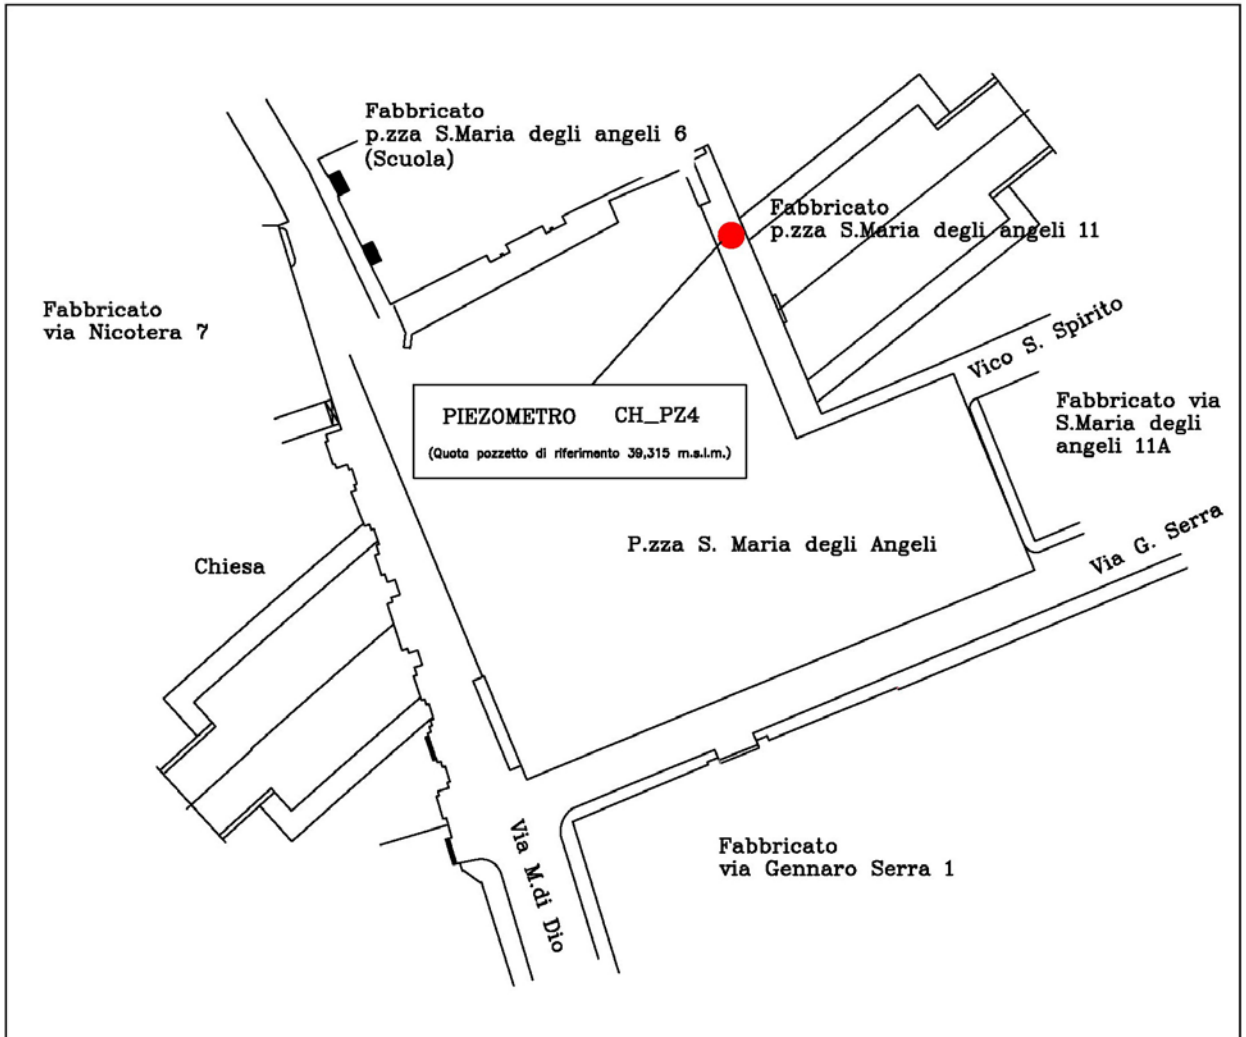 Fabbricato
p.zza S.Maria degli angeli 6
(Scuola)
Fabbricato
p.zza S.Maria degli angeli 11
Fabbricato
via Nicotera 7
Vico S. Spirito
PIEZOMETRO CH_PZ4
(Quota pozzetto di riferimento 39,315 m.s.l.m.)
Fabbricato via
S.Maria degli
angeli 11A
P.zza S. Maria degli Angeli
Via G. Serra
Chiesa
Via M.di Dio
Fabbricato
via Gennaro Serra 1